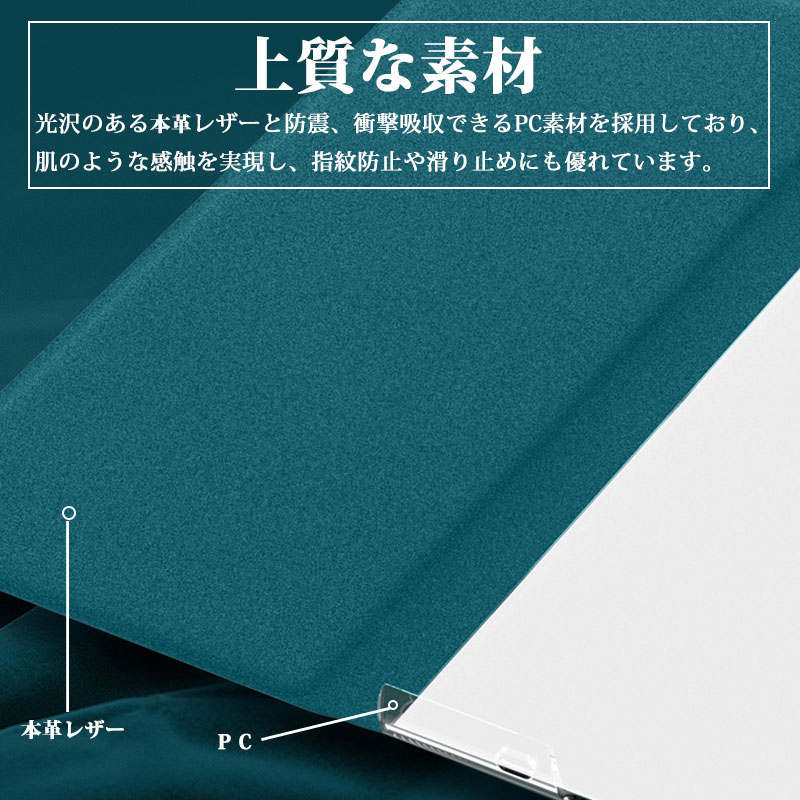 上質な素材
光沢のある本革レザーと防震、衝撃吸収できるPC素材を採用しており、
肌のような感触を実現し、指紋防止や滑り止めにも優れています。
本革レザー
PC